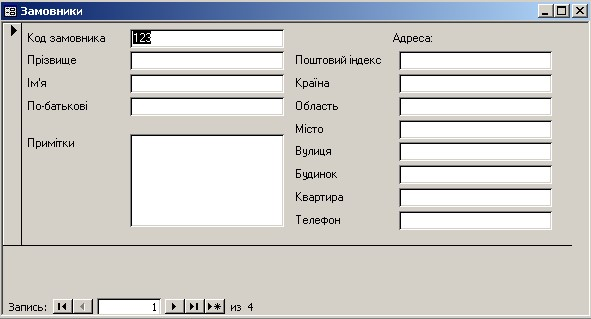 Замовники
Код замовника 123 Адреса:
Прізвище Поштовий індекс
Ім'я Країна
По-батькові Область
Місто
Примітки Вулиця
Будинок
Квартира
Телефон
Запись: 1 из 4